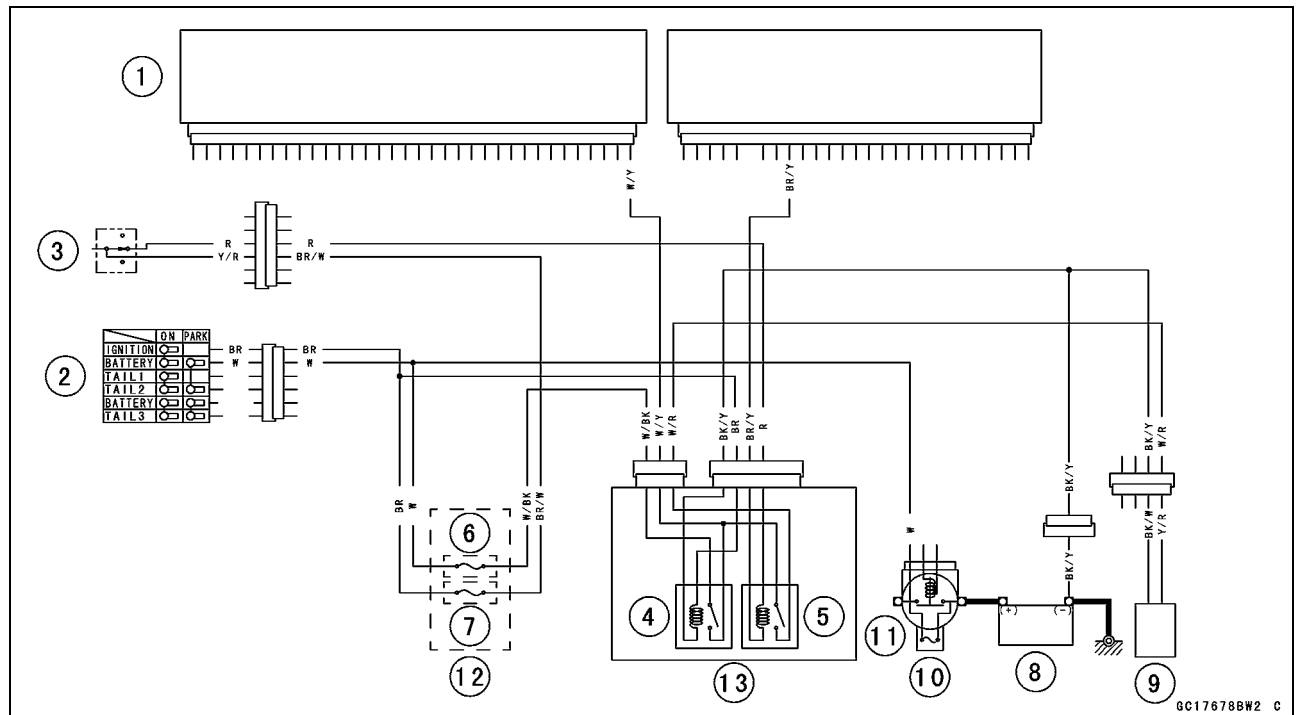 1
W/Y
BR/Y
3
R
Y/R
R
BR/W
2
ON PARK
IGNITION
BATTERY
TAIL1
TAIL2
BATTERY
TAIL3
BR
W
BR
W
W/BK
W/Y
W/R
BK/Y
BR
BR/Y
R
BK/Y
W/R
BK/Y
BK/Y
BK/W
Y/R
BR
W
W/BK
BR/W
W
6
7
12
4
5
13
11
10
(+) (-)
8
9
GC17678BW2 C